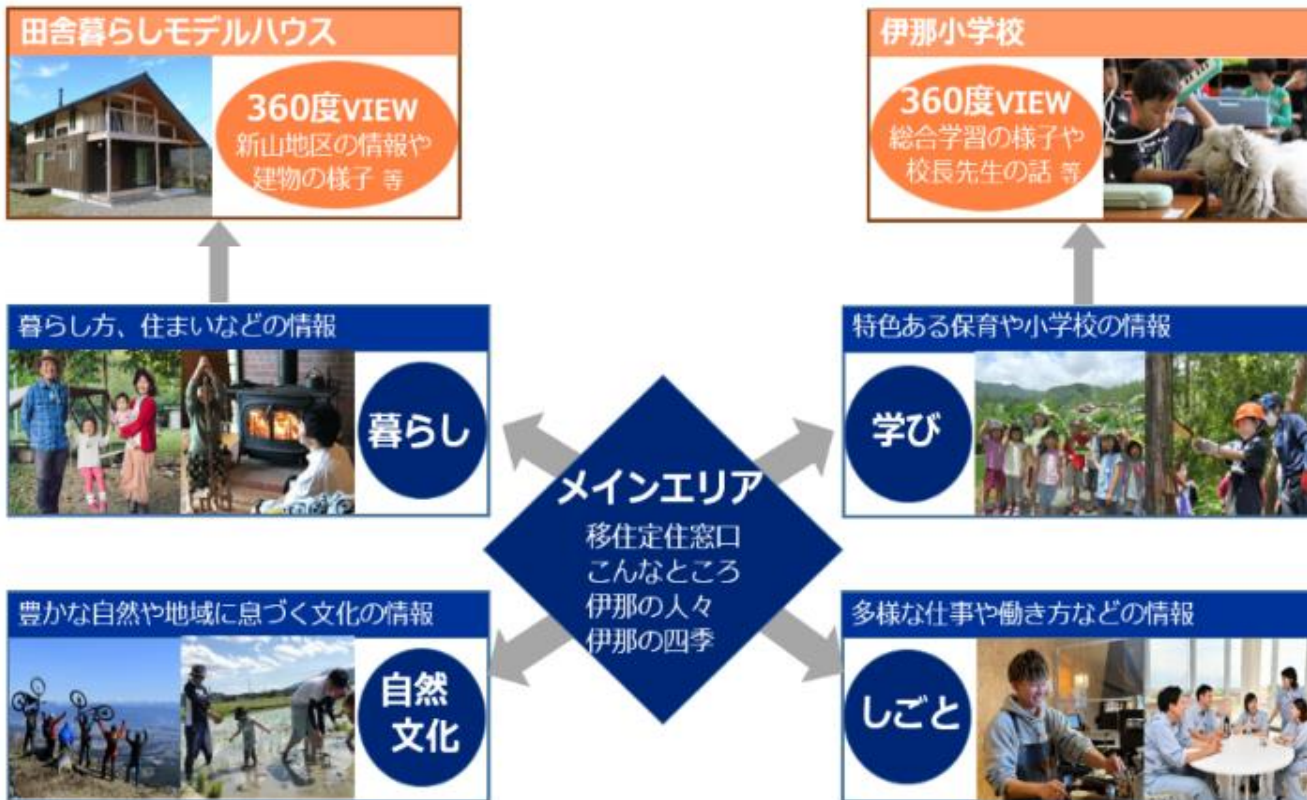 田舎暮らしモデルハウス
360度VIEW
新山地区の情報や
建物の様子 等
伊那小学校
360度VIEW
総合学習の様子や
校長先生の話 等
暮らし方、住まいなどの情報
暮らし
特色ある保育や小学校の情報
学び
メインエリア
移住定住窓口
こんなところ
伊那の人々
伊那の四季
豊かな自然や地域に息づく文化の情報
自然
文化
多様な仕事や働き方などの情報
しごと